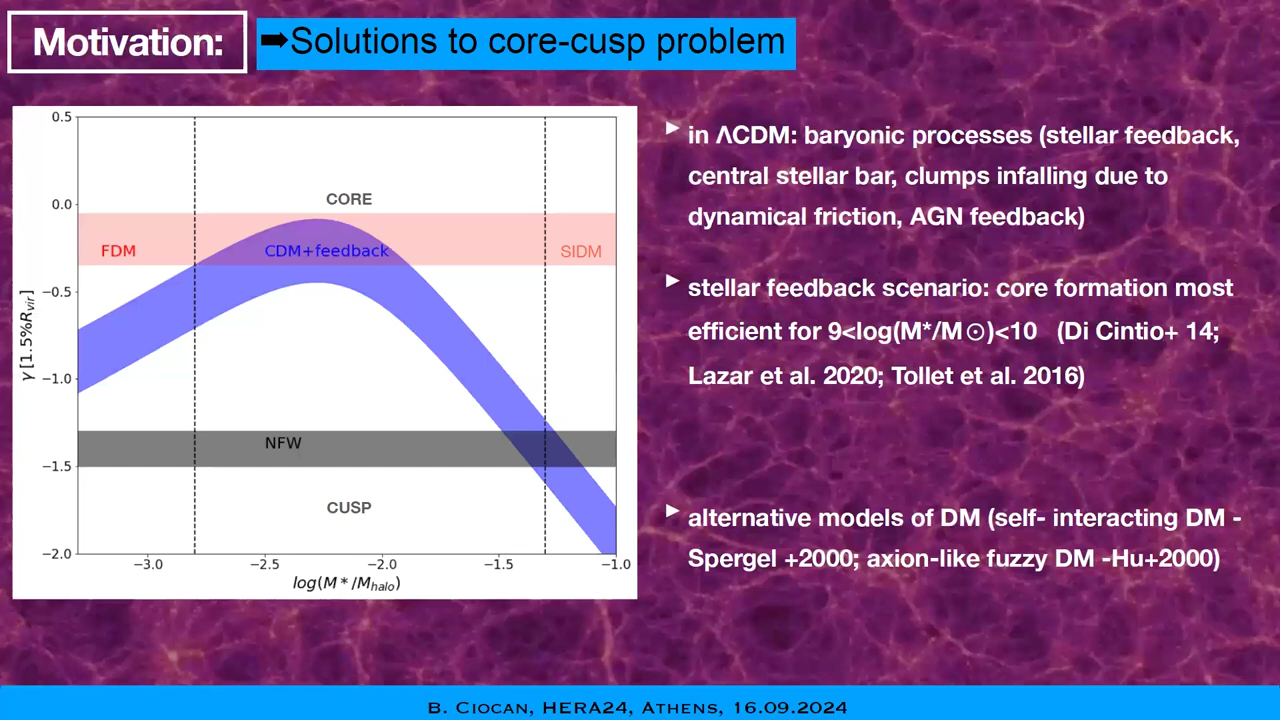 Motivation:
➡Solutions to core-cusp problem
0.5
0.0
−0.5
−1.0
−1.5
−2.0
γ [1.5%Rvir]
CORE
FDM
CDM+feedback
SIDM
NFW
CUSP
−3.0 −2.5 −2.0 −1.5 −1.0
log(M*/Mhalo)
▶ in ΛCDM: baryonic processes (stellar feedback,
central stellar bar, clumps infalling due to
dynamical friction, AGN feedback)
▶ stellar feedback scenario: core formation most
efficient for 9<log(M*/M⊙)<10 (Di Cintio+ 14;
Lazar et al. 2020; Tollet et al. 2016)
▶ alternative models of DM (self- interacting DM -
Spergel +2000; axion-like fuzzy DM -Hu+2000)
B. Ciocan, HERA24, Athens, 16.09.2024